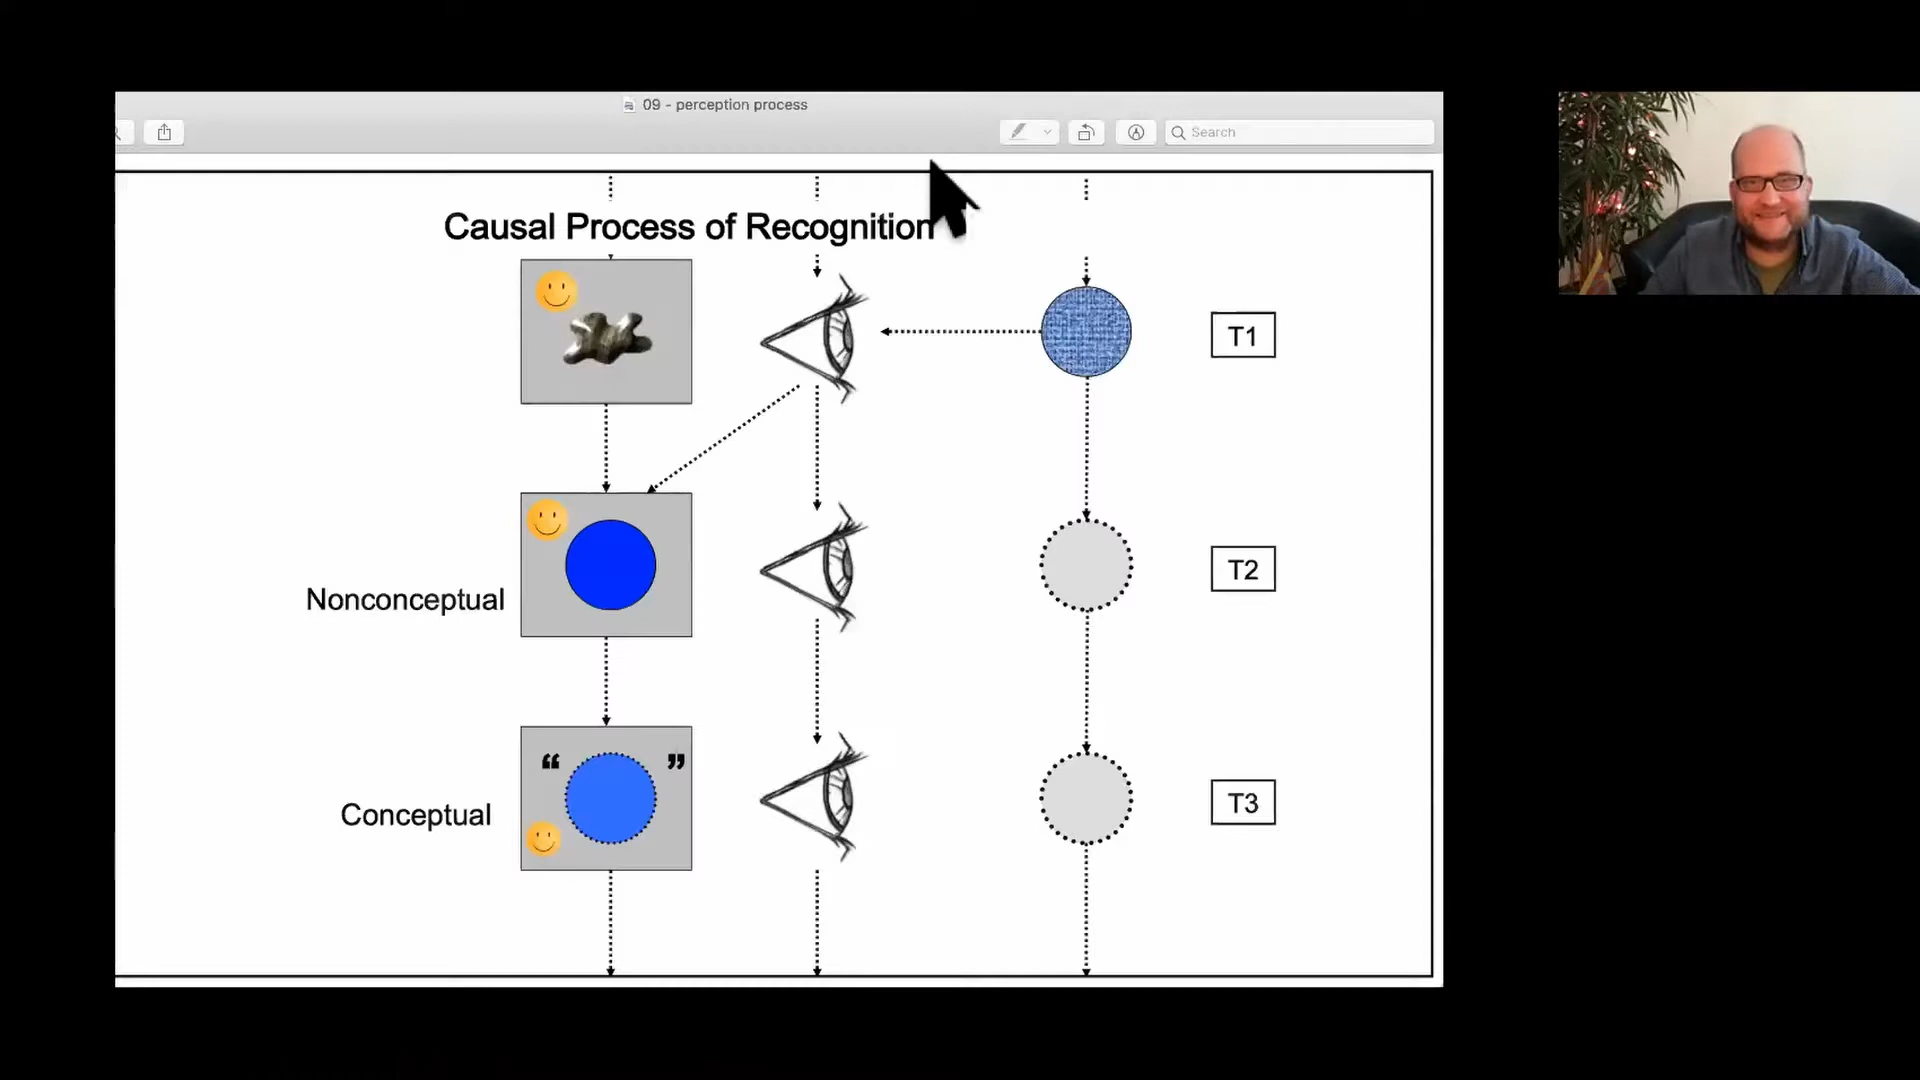 09 - perception process
Search
Causal Process of Recognition
T1
Nonconceptual
T2
“ ”
Conceptual
T3